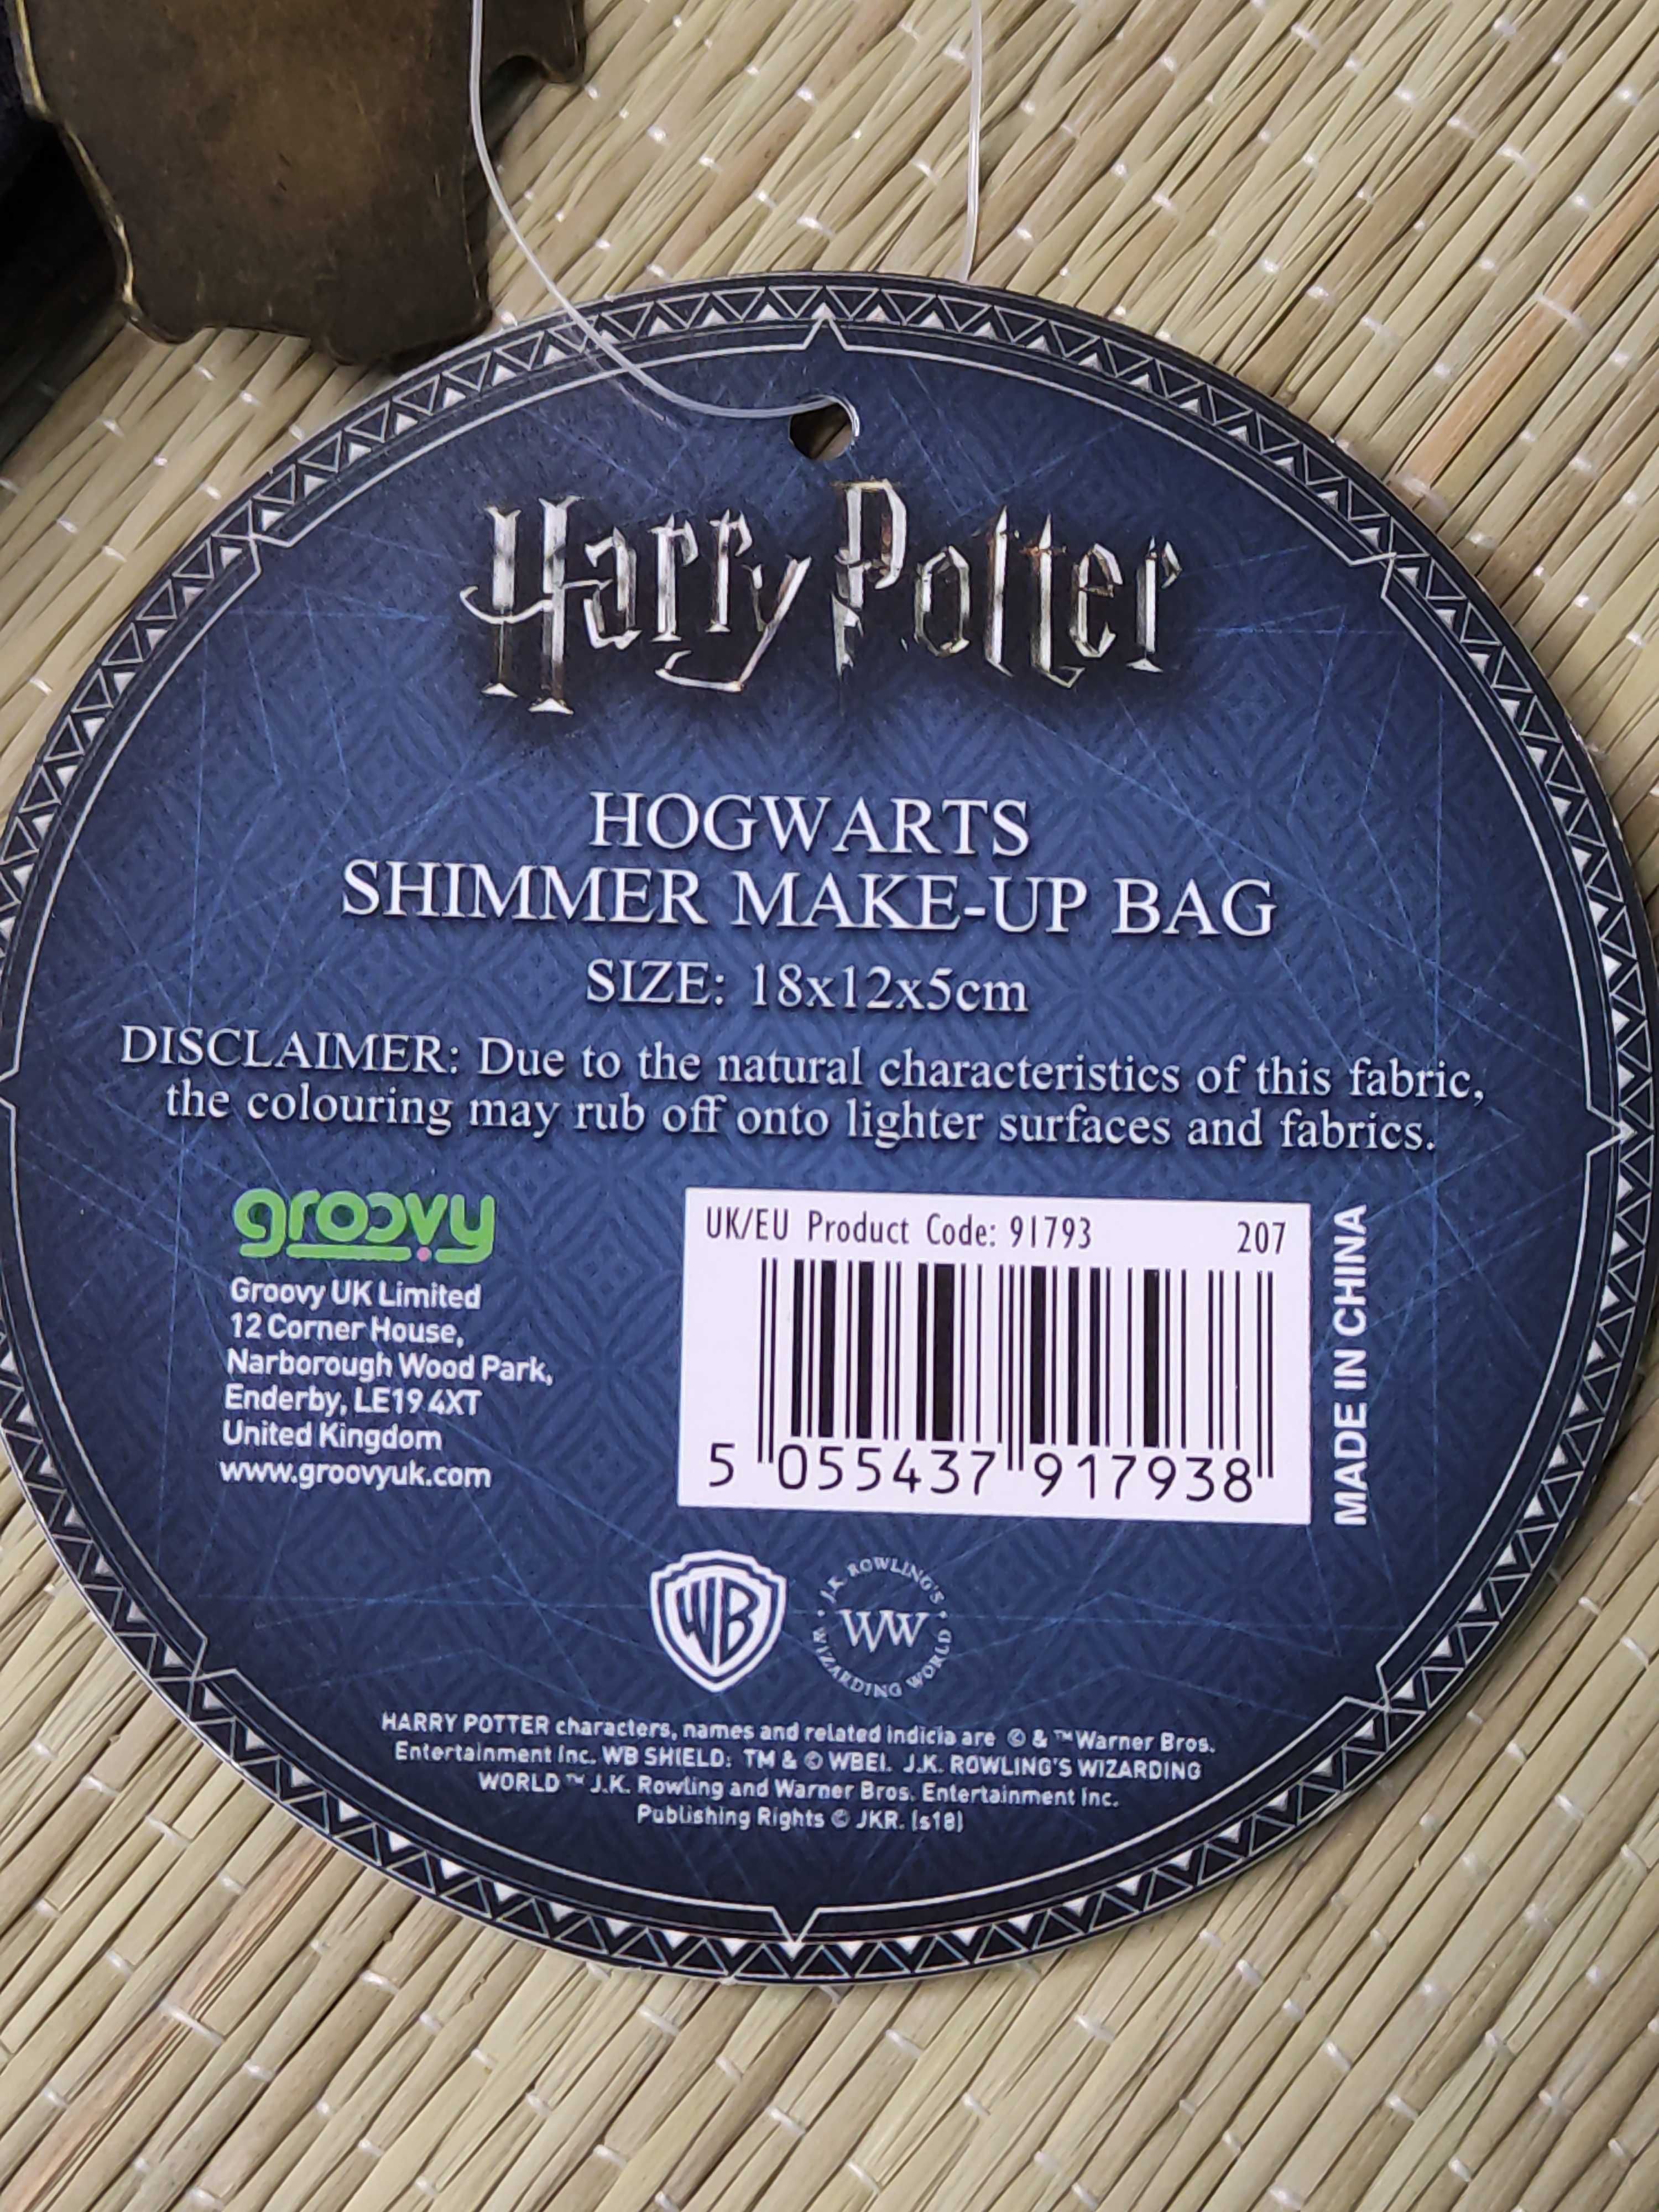 Harry Potter
HOGWARTS
SHIMMER MAKE-UP BAG
SIZE: 18x12x5cm
DISCLAIMER: Due to the natural characteristics of this fabric,
the colouring may rub off onto lighter surfaces and fabrics.
groovy
Groovy UK Limited
12 Corner House,
Narborough Wood Park,
Enderby, LE19 4XT
United Kingdom
www.groovyuk.com
UK/EU Product Code: 91793 207
5 055437 917938
MADE IN CHINA
WB
J.K. ROWLING'S
WW
WIZARDING WORLD
HARRY POTTER characters, names and related indicia are © & ™ Warner Bros.
Entertainment Inc. WB SHIELD: TM & © WBEI. J.K. ROWLING'S WIZARDING
WORLD ™ J.K. Rowling and Warner Bros. Entertainment Inc.
Publishing Rights © JKR. (s18)